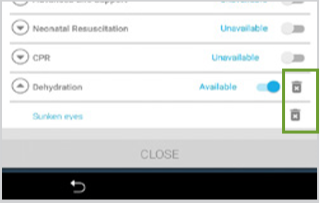 Neonatal Resuscitation Unavailable
CPR Unavailable
Dehydration Available
Sunken eyes
CLOSE